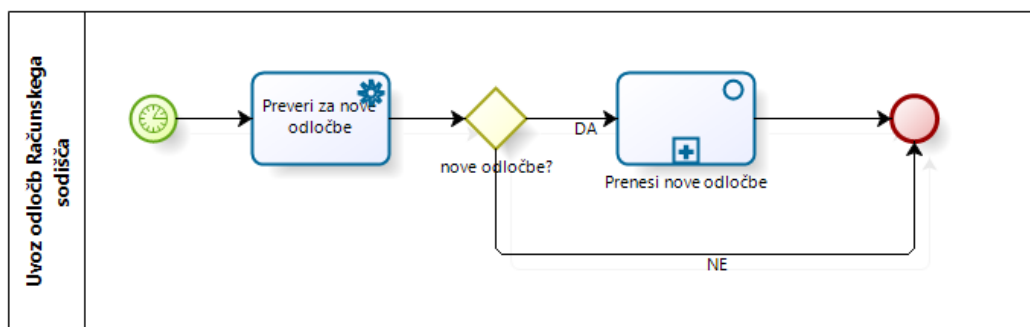 Uvoz odločb Računskega
sodišča
Preveri za nove
odločbe
nove odločbe?
DA
Prenesi nove odločbe
NE